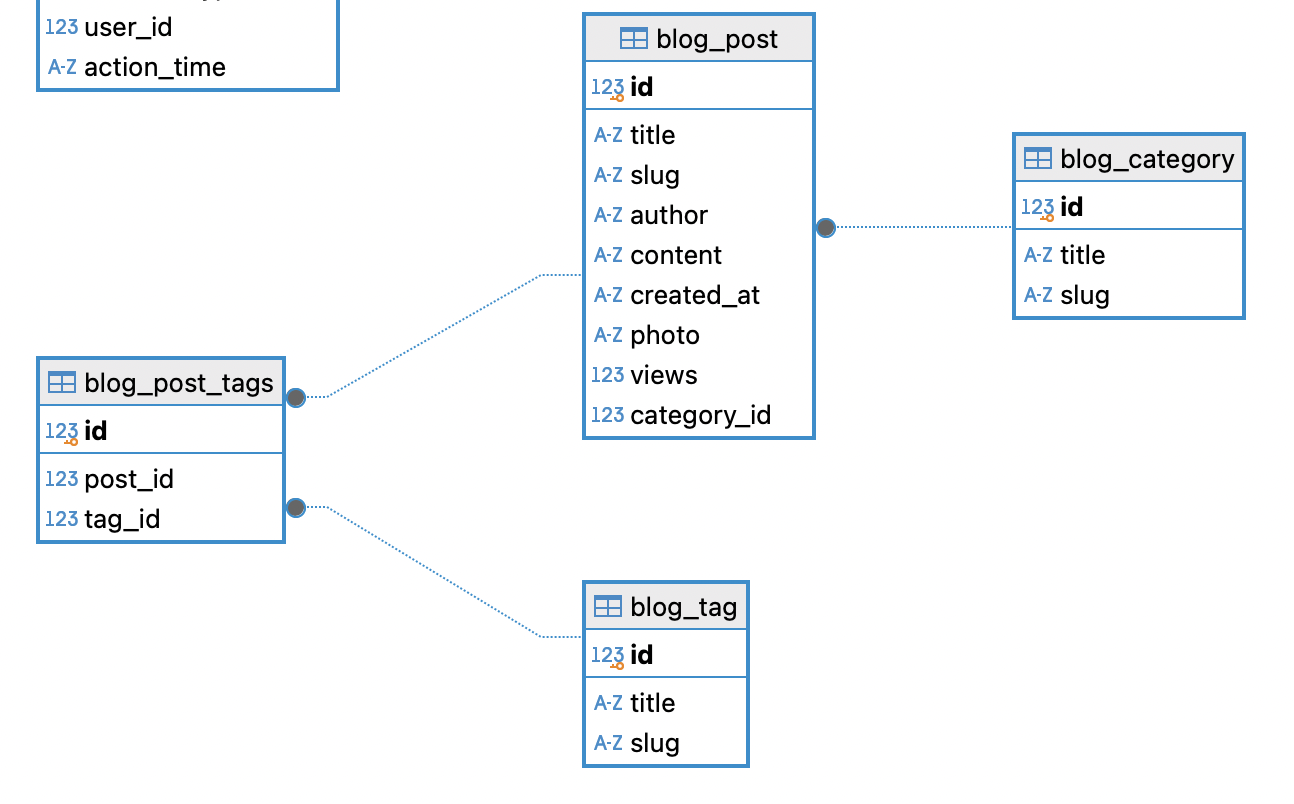 123 user_id
A-Z action_time
blog_post
123 id
A-Z title
A-Z slug
A-Z author
A-Z content
A-Z created_at
A-Z photo
123 views
123 category_id
blog_category
123 id
A-Z title
A-Z slug
blog_post_tags
123 id
123 post_id
123 tag_id
blog_tag
123 id
A-Z title
A-Z slug